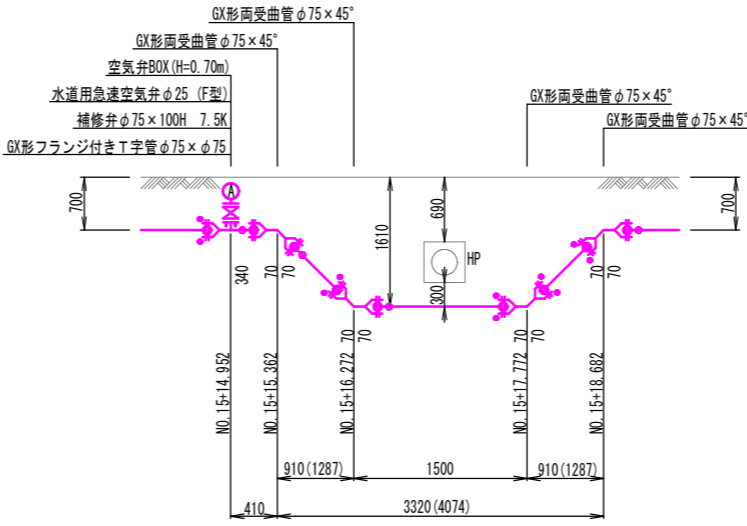 GX形両受曲管φ75×45°
GX形両受曲管φ75×45°
空気弁BOX(H=0.70m)
水道用急速空気弁φ25 (F型)
補修弁φ75×100H 7.5K
GX形フランジ付きT字管φ75×φ75
GX形両受曲管φ75×45°
GX形両受曲管φ75×45°
A
700
1610
690
HP
300
700
340
70
70
70
70
70
70
70
70
NO.15+14.952
NO.15+15.362
NO.15+16.272
NO.15+17.772
NO.15+18.682
910(1287)
1500
910(1287)
410
3320(4074)